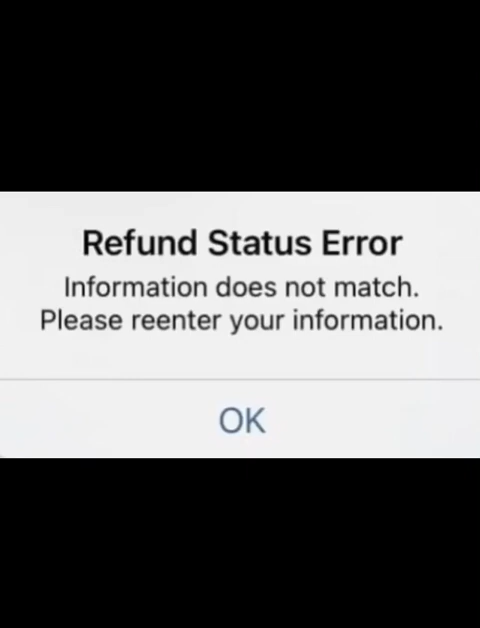 Refund Status Error
Information does not match.
Please reenter your information.
OK